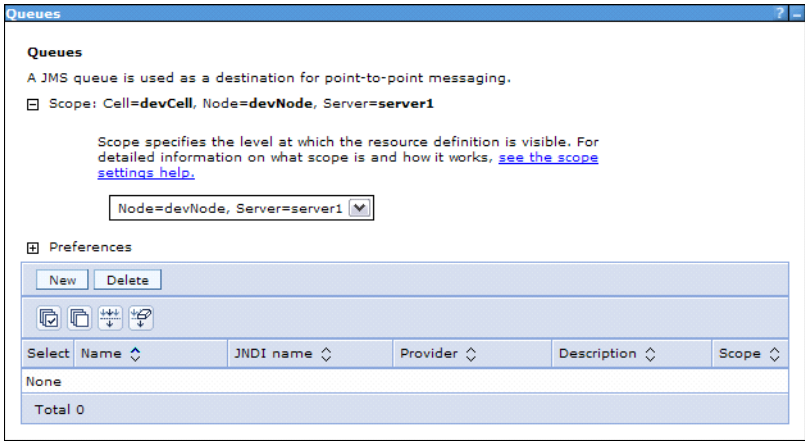 Queues ? –
Queues
A JMS queue is used as a destination for point-to-point messaging.
Scope: Cell=devCell, Node=devNode, Server=server1
Scope specifies the level at which the resource definition is visible. For
detailed information on what scope is and how it works, see the scope
settings help.
Node=devNode, Server=server1
Preferences
New Delete
Select Name JNDI name Provider Description Scope
None
Total 0